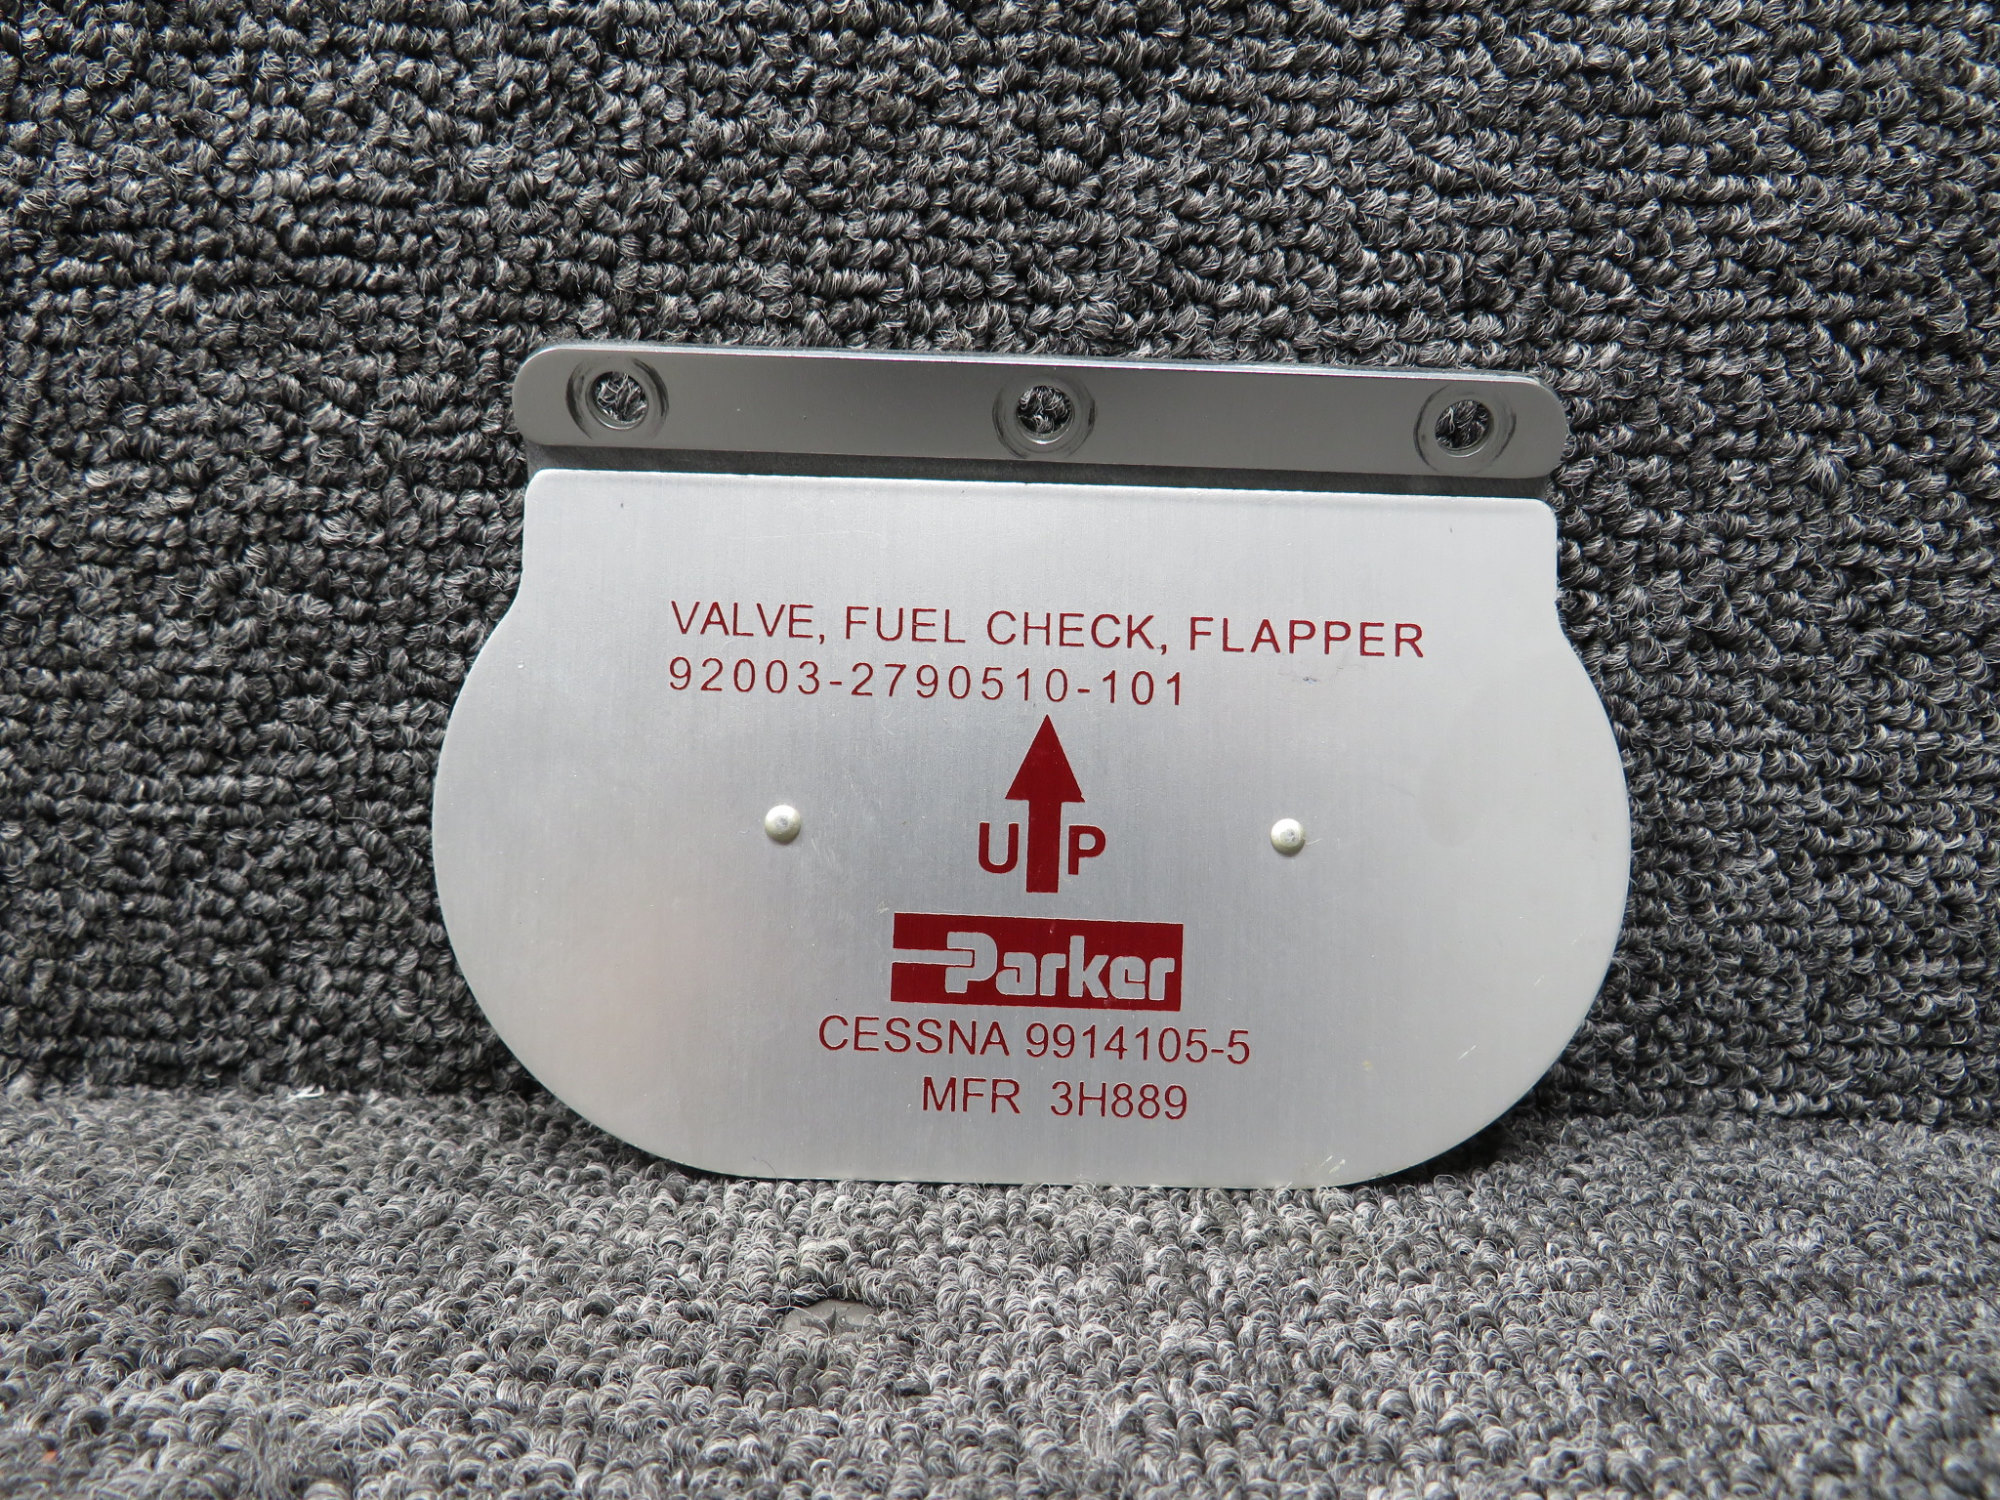 VALVE, FUEL CHECK, FLAPPER
92003-2790510-101
UP
Parker
CESSNA 9914105-5
MFR 3H889